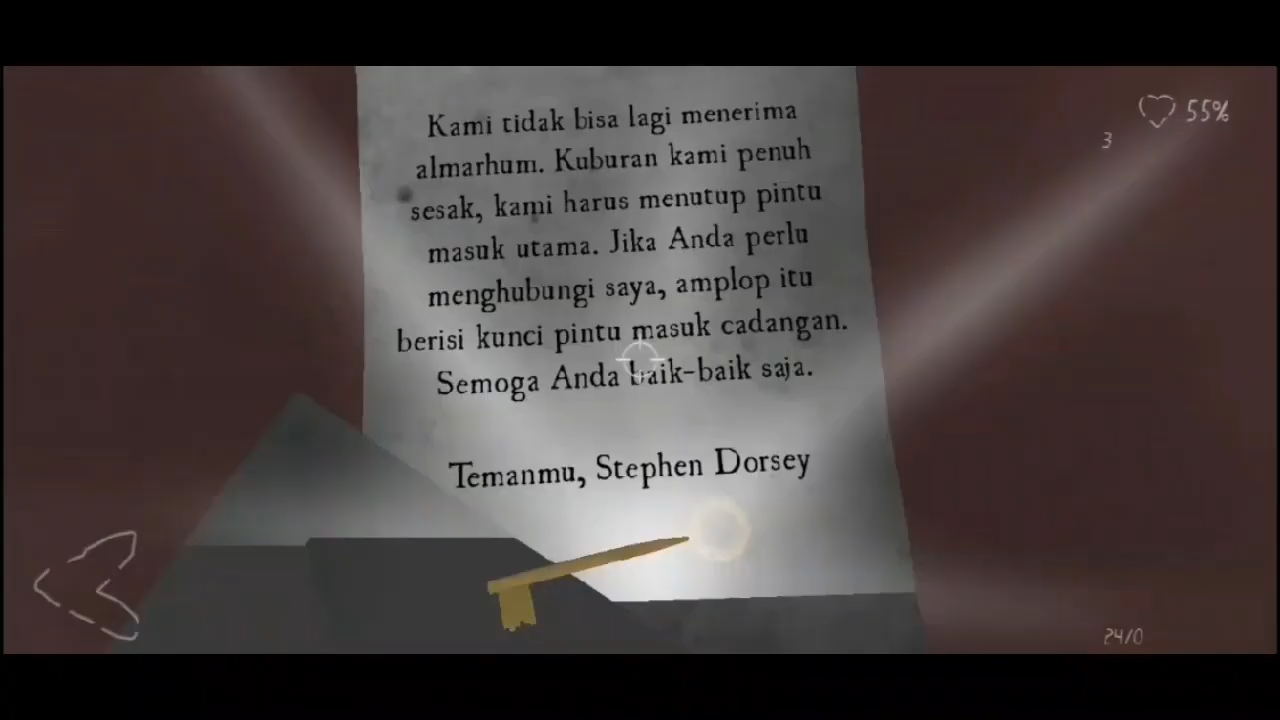 Kami tidak bisa lagi menerima
almarhum. Kuburan kami penuh
sesak, kami harus menutup pintu
masuk utama. Jika Anda perlu
menghubungi saya, amplop itu
berisi kunci pintu masuk cadangan.
Semoga Anda baik-baik saja.
Temanmu, Stephen Dorsey
55%
3
24/0